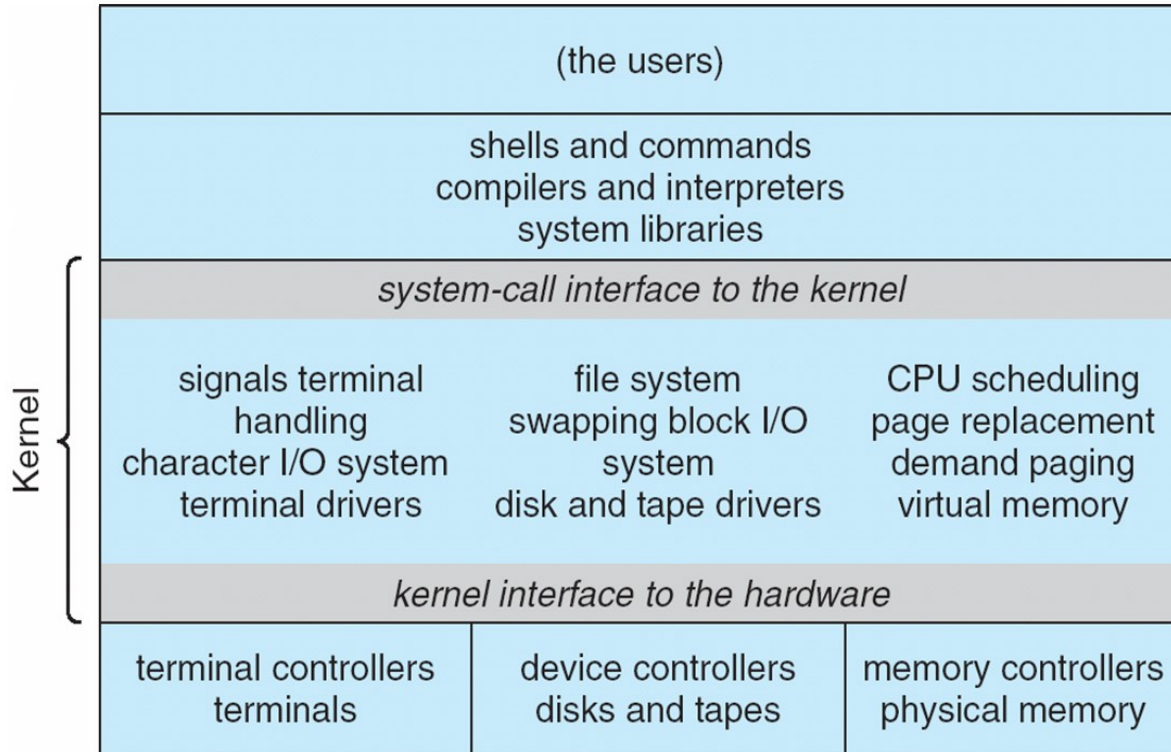 (the users)
shells and commands
compilers and interpreters
system libraries
Kernel
system-call interface to the kernel
signals terminal
handling
character I/O system
terminal drivers
file system
swapping block I/O
system
disk and tape drivers
CPU scheduling
page replacement
demand paging
virtual memory
kernel interface to the hardware
terminal controllers
terminals
device controllers
disks and tapes
memory controllers
physical memory